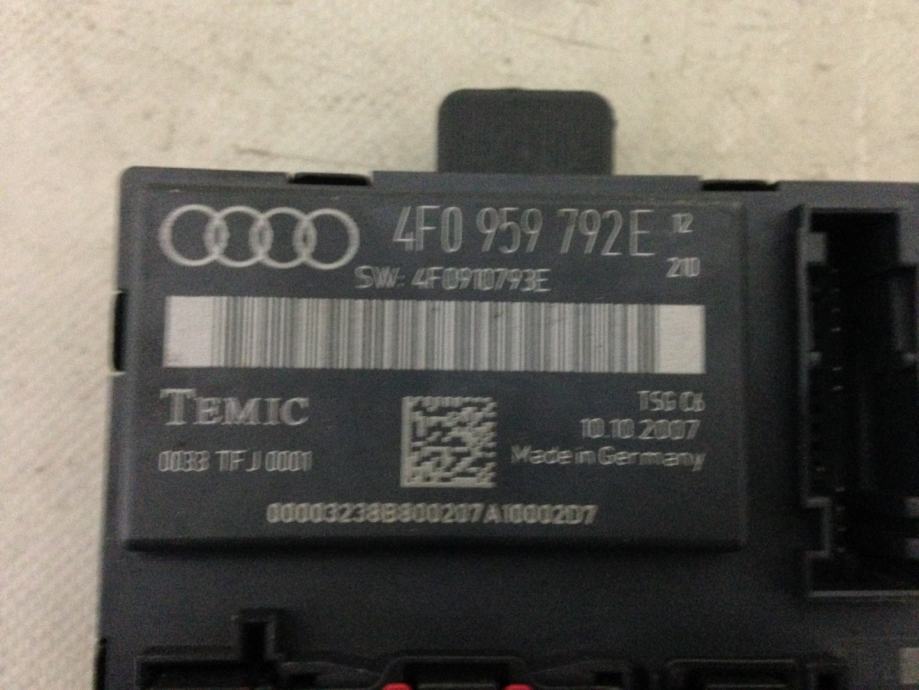 4F0 959 792E 12
SW: 4F0910793E 210
TEMIC
TSG C6
10.10.2007
0033 TFJ 0001
Made in Germany
00003238B800207A10002D7